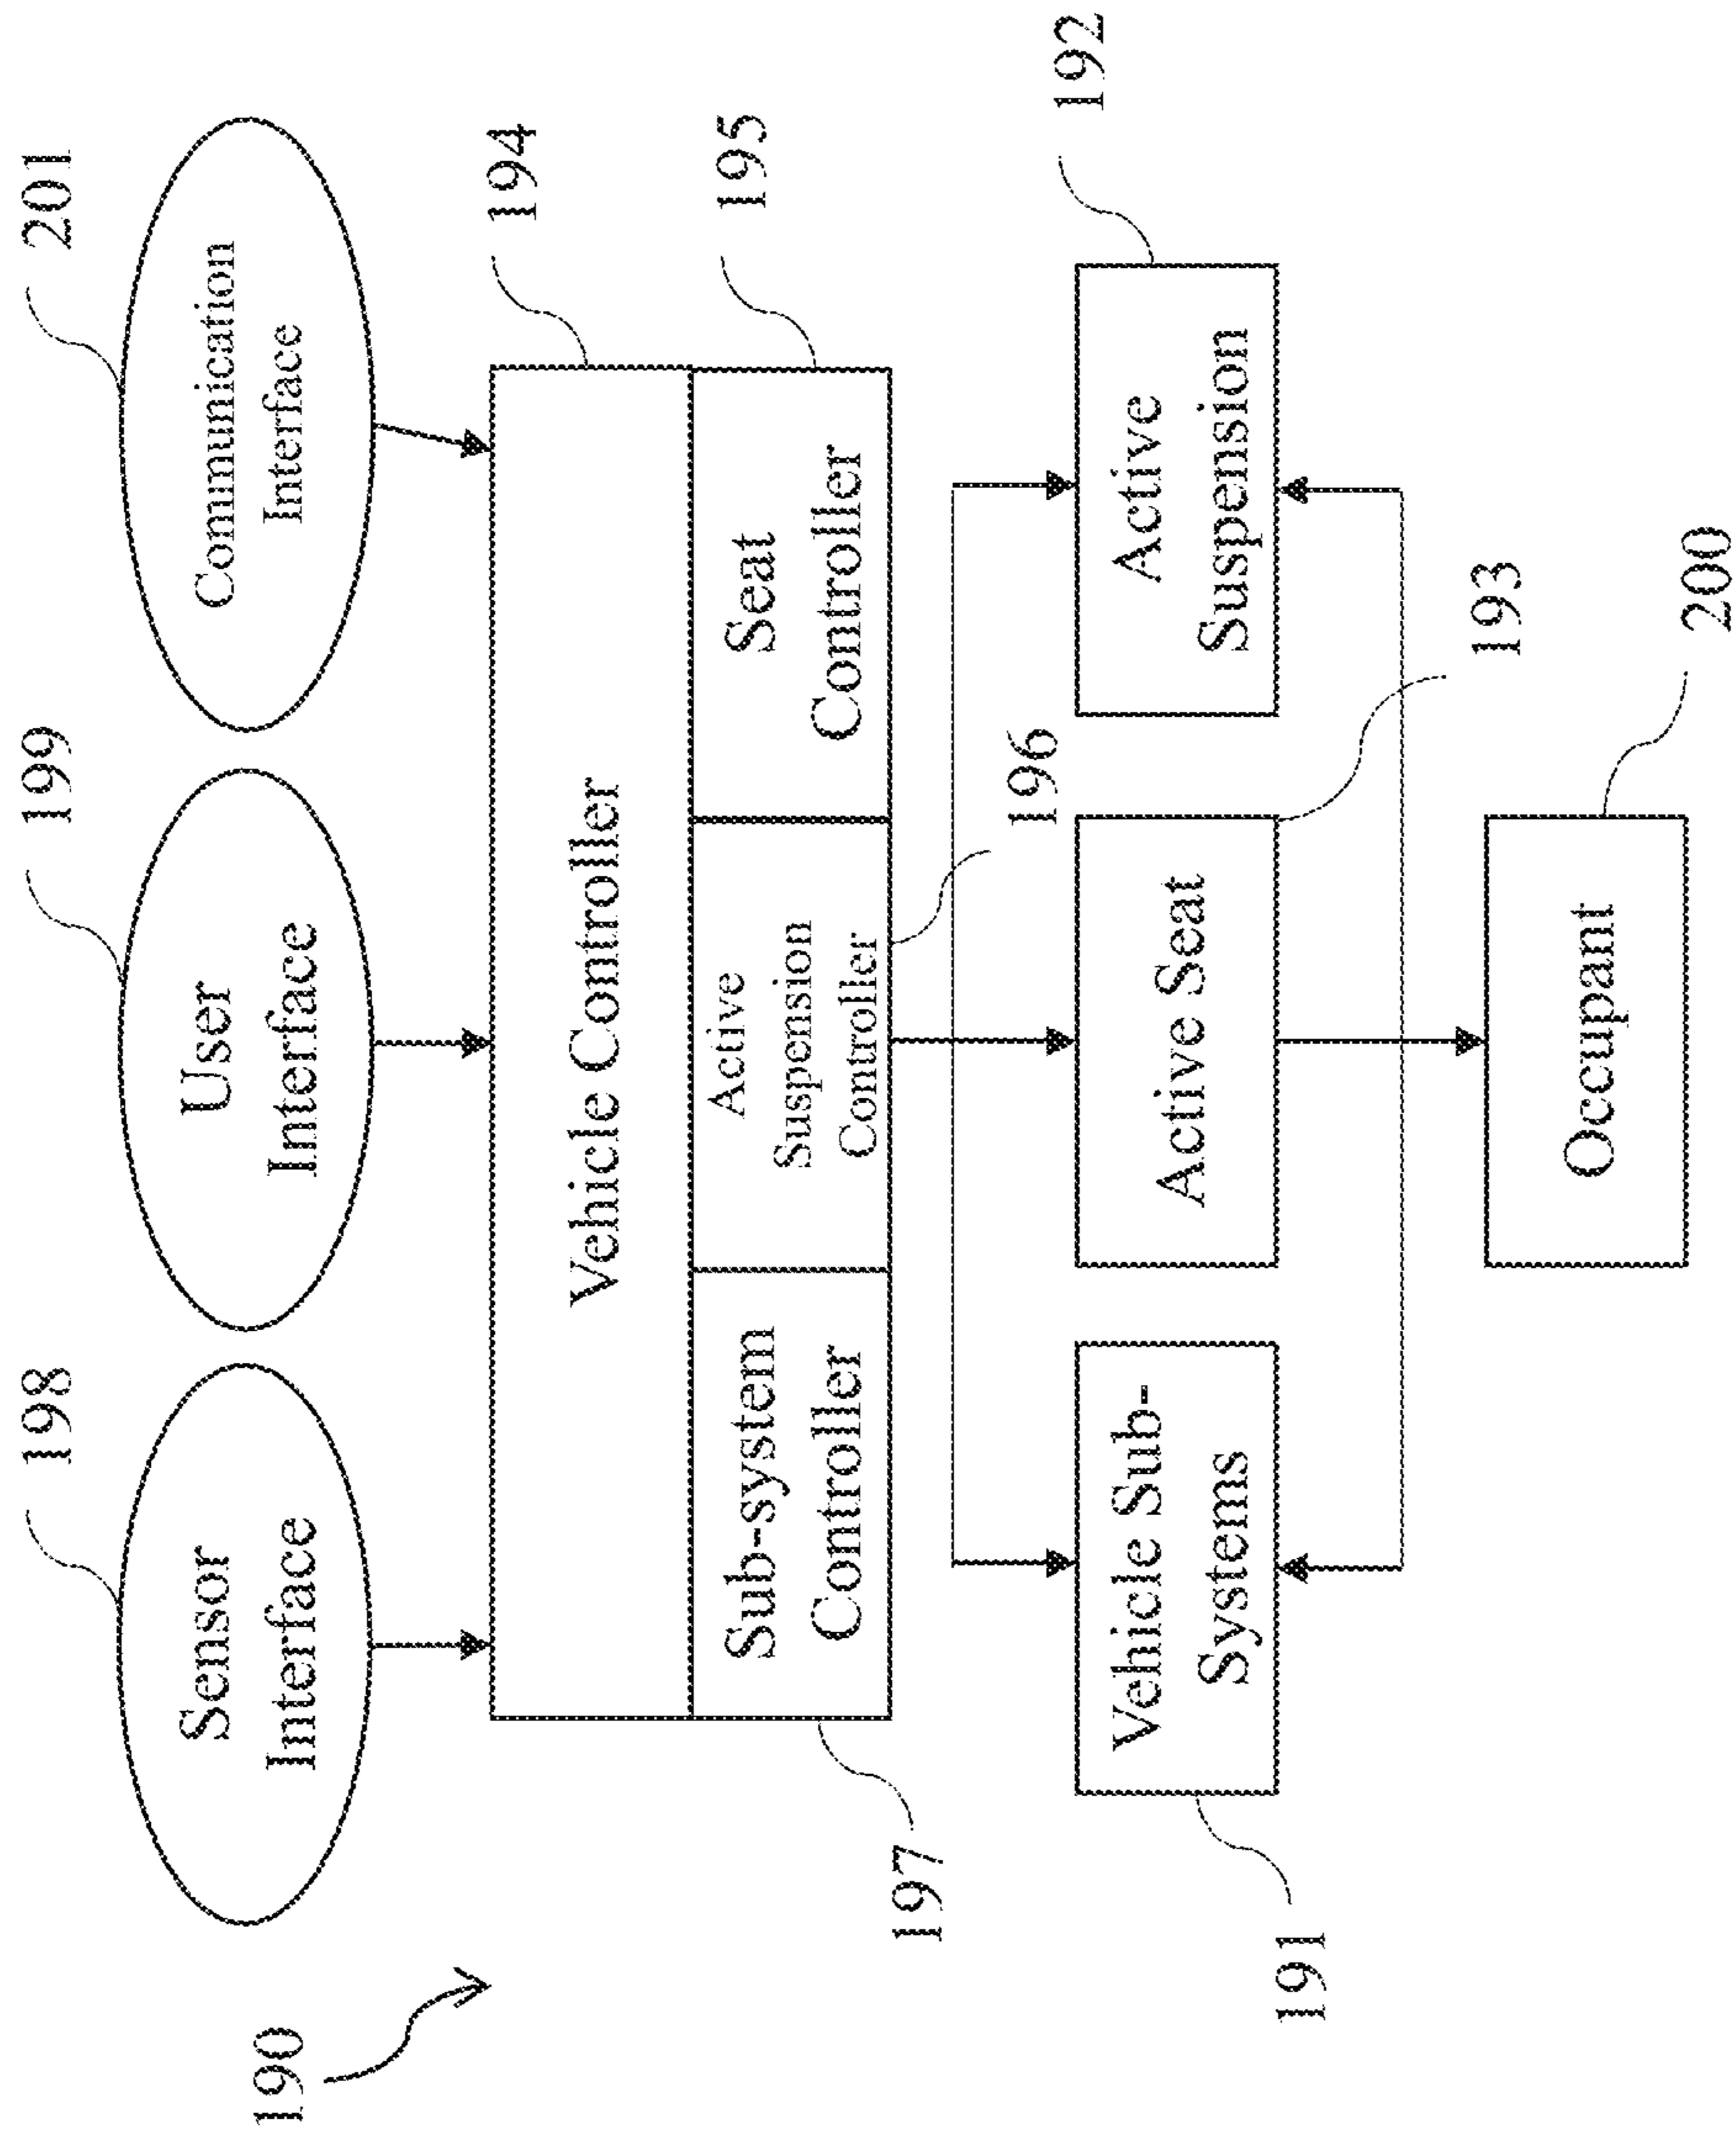 190
198
199
201
Sensor
Interface
User
Interface
Communication
Interface
194
Vehicle Controller
195
197
Sub-system
Controller
Active
Suspension
Controller
Seat
Controller
196
192
191
Vehicle Sub-
Systems
Active Seat
Active
Suspension
193
Occupant
200